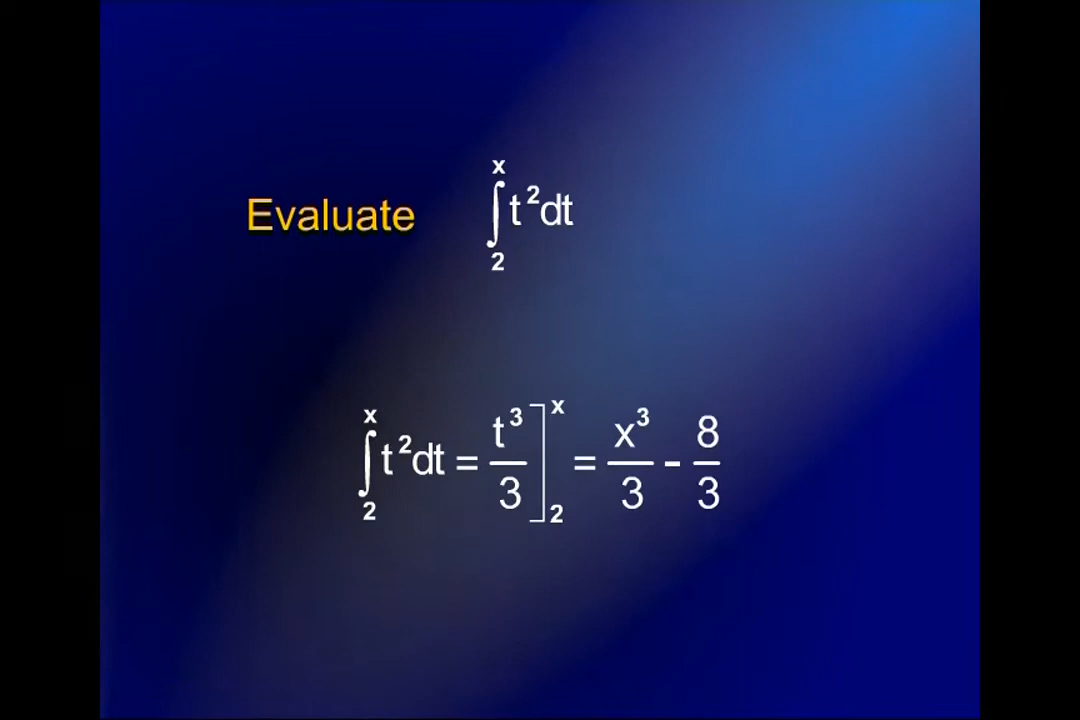 Evaluate ∫₂ˣ t²dt
∫₂ˣ t²dt = t³/3 ]₂ˣ = x³/3 - 8/3